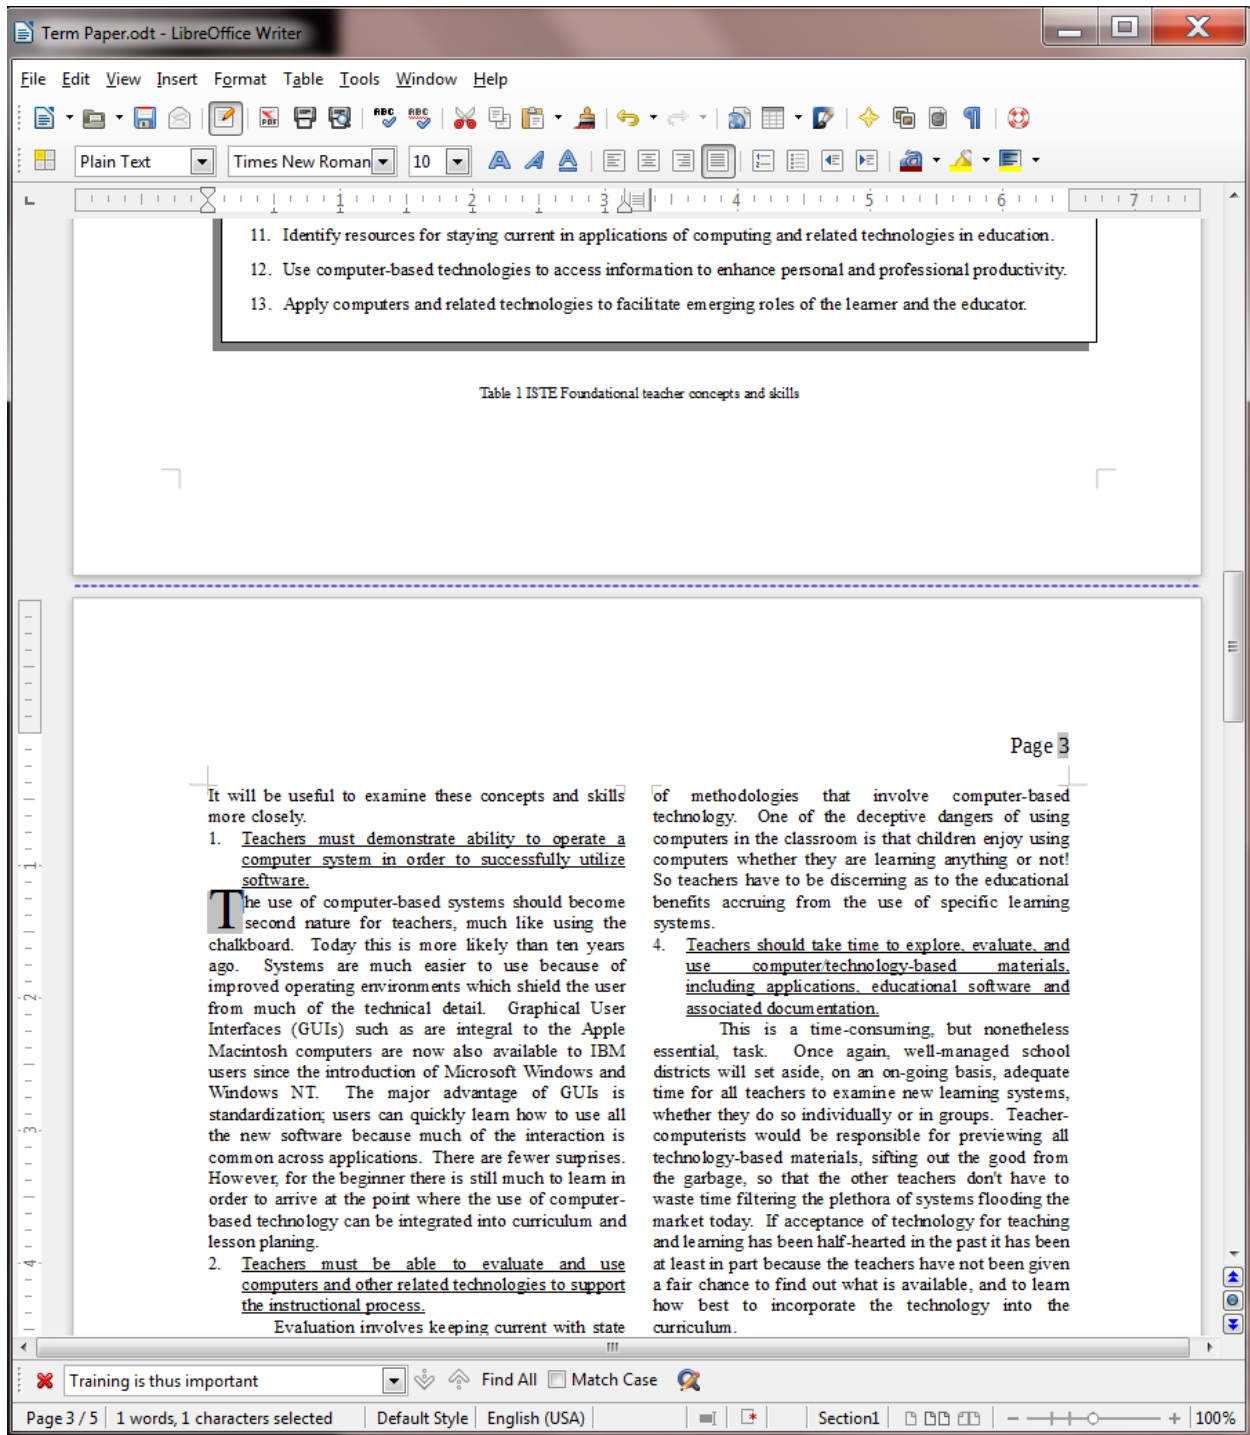 Term Paper.odt - LibreOffice Writer
File Edit View Insert Format Table Tools Window Help
PDF ABC ABC
Plain Text Times New Roman 10
1 2 3 4 5 6 7
11. Identify resources for staying current in applications of computing and related technologies in education.
12. Use computer-based technologies to access information to enhance personal and professional productivity.
13. Apply computers and related technologies to facilitate emerging roles of the learner and the educator.
Table 1 ISTE Foundational teacher concepts and skills
Page 3
It will be useful to examine these concepts and skills
more closely.
1. Teachers must demonstrate ability to operate a
computer system in order to successfully utilize
software.
The use of computer-based systems should become
second nature for teachers, much like using the
chalkboard. Today this is more likely than ten years
ago. Systems are much easier to use because of
improved operating environments which shield the user
from much of the technical detail. Graphical User
Interfaces (GUIs) such as are integral to the Apple
Macintosh computers are now also available to IBM
users since the introduction of Microsoft Windows and
Windows NT. The major advantage of GUIs is
standardization; users can quickly learn how to use all
the new software because much of the interaction is
common across applications. There are fewer surprises.
However, for the beginner there is still much to learn in
order to arrive at the point where the use of computer-
based technology can be integrated into curriculum and
lesson planing.
2. Teachers must be able to evaluate and use
computers and other related technologies to support
the instructional process.
Evaluation involves keeping current with state
of methodologies that involve computer-based
technology. One of the deceptive dangers of using
computers in the classroom is that children enjoy using
computers whether they are learning anything or not!
So teachers have to be discerning as to the educational
benefits accruing from the use of specific learning
systems.
4. Teachers should take time to explore, evaluate, and
use computer/technology-based materials,
including applications, educational software and
associated documentation.
This is a time-consuming, but nonetheless
essential, task. Once again, well-managed school
districts will set aside, on an on-going basis, adequate
time for all teachers to examine new learning systems,
whether they do so individually or in groups. Teacher-
computerists would be responsible for previewing all
technology-based materials, sifting out the good from
the garbage, so that the other teachers don't have to
waste time filtering the plethora of systems flooding the
market today. If acceptance of technology for teaching
and learning has been half-hearted in the past it has been
at least in part because the teachers have not been given
a fair chance to find out what is available, and to learn
how best to incorporate the technology into the
curriculum.
1
2
3
4
Training is thus important Find All Match Case
Page 3 / 5 1 words, 1 characters selected Default Style English (USA) Section1 100%